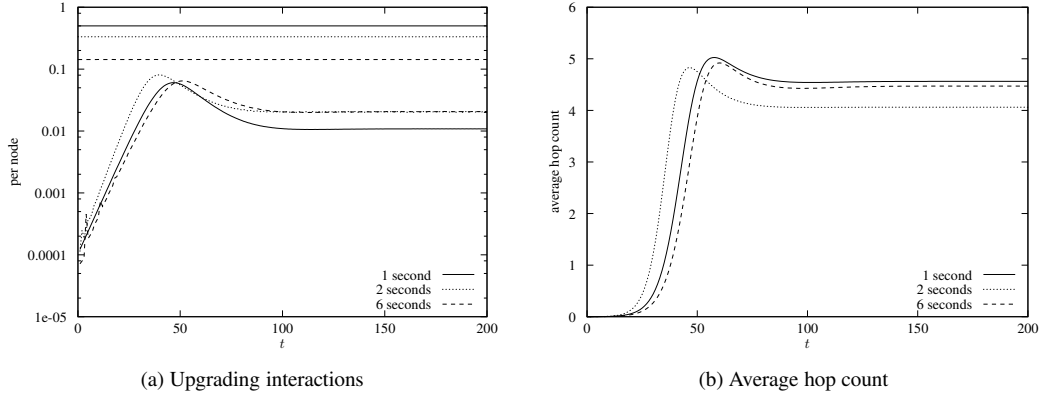 1
0.1
0.01
0.001
0.0001
1e-05
per node
0 50 100 150 200
t
1 second
2 seconds
6 seconds
(a) Upgrading interactions
7
6
5
4
3
2
1
0
average hop count
0 50 100 150 200
t
1 second
2 seconds
6 seconds
(b) Average hop count